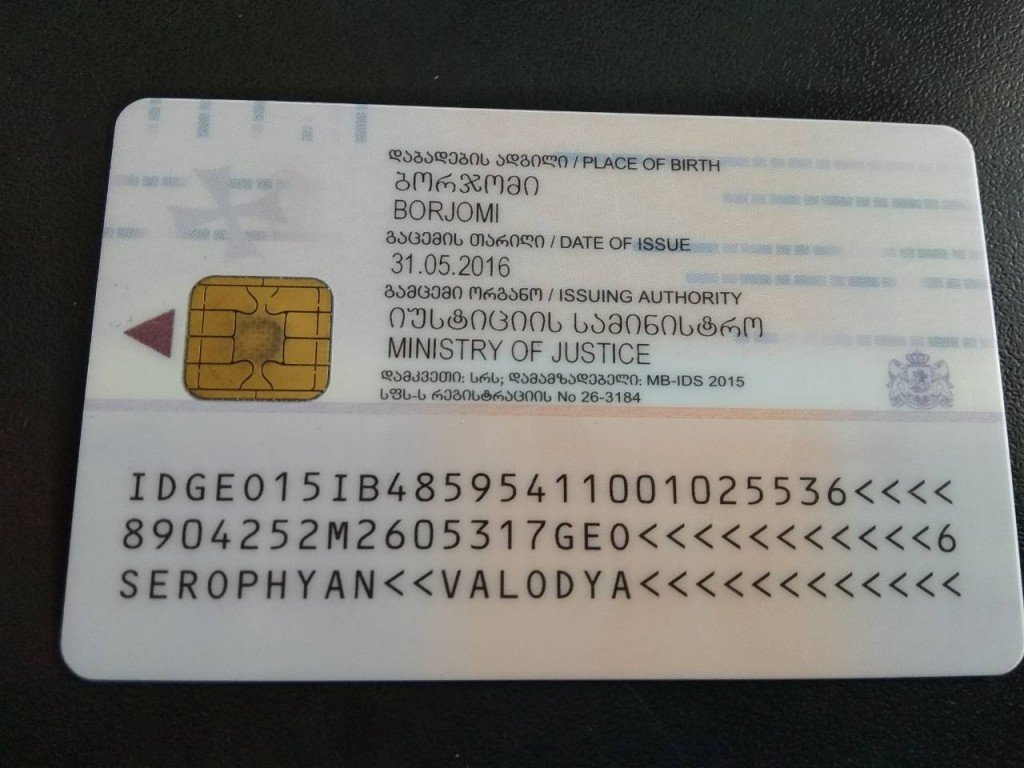 დაბადების ადგილი / PLACE OF BIRTH
ბორჯომი
BORJOMI
გაცემის თარიღი / DATE OF ISSUE
31.05.2016
გამცემი ორგანო / ISSUING AUTHORITY
იუსტიციის სამინისტრო
MINISTRY OF JUSTICE
დამკვეთი: სრს; დამამზადებელი: MB-IDS 2015
სფს-ს რეგისტრაციის No 26-3184
IDGEO15IB48595411001025536<<<<
8904252M2605317GEO<<<<<<<<<<<6
SEROPHYAN<<VALODYA<<<<<<<<<<<<